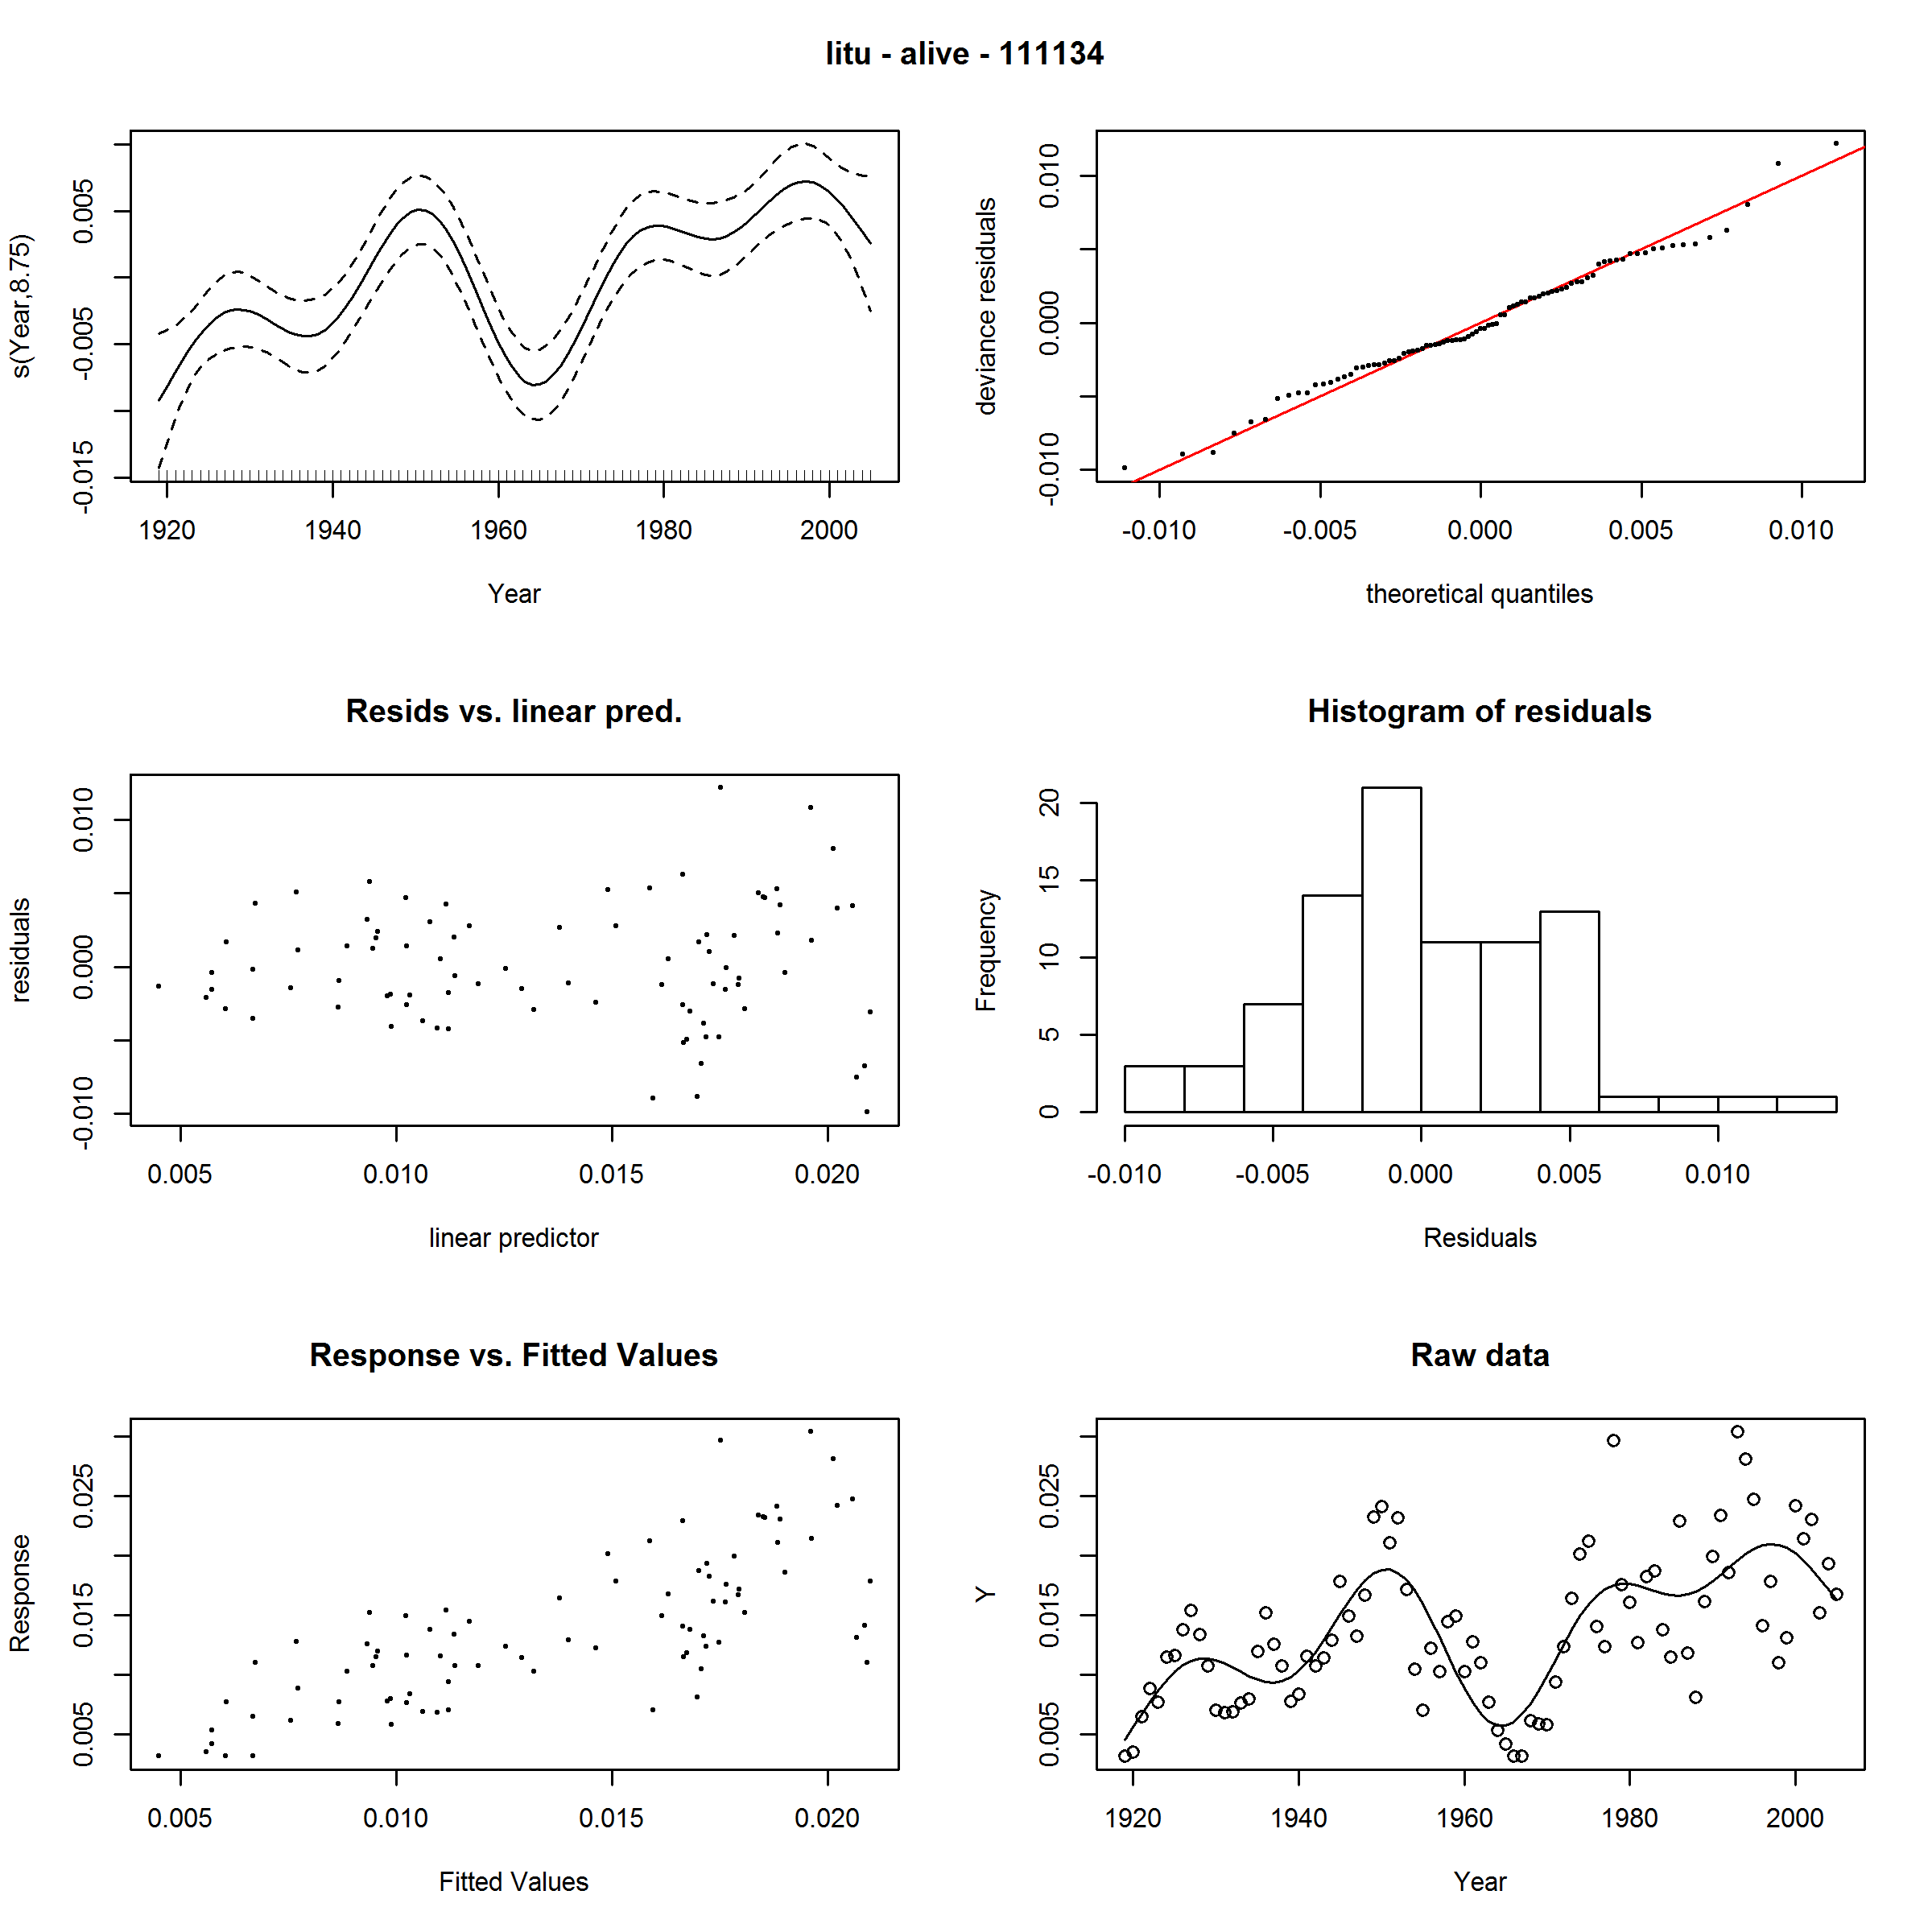 litu - alive - 111134
s(Year,8.75)
0.005
-0.005
-0.015
1920 1940 1960 1980 2000
Year
deviance residuals
0.010
0.000
-0.010
-0.010 -0.005 0.000 0.005 0.010
theoretical quantiles
Resids vs. linear pred.
residuals
0.010
0.000
-0.010
0.005 0.010 0.015 0.020
linear predictor
Histogram of residuals
Frequency
20
15
10
5
0
-0.010 -0.005 0.000 0.005 0.010
Residuals
Response vs. Fitted Values
Response
0.025
0.015
0.005
0.005 0.010 0.015 0.020
Fitted Values
Raw data
Y
0.025
0.015
0.005
1920 1940 1960 1980 2000
Year